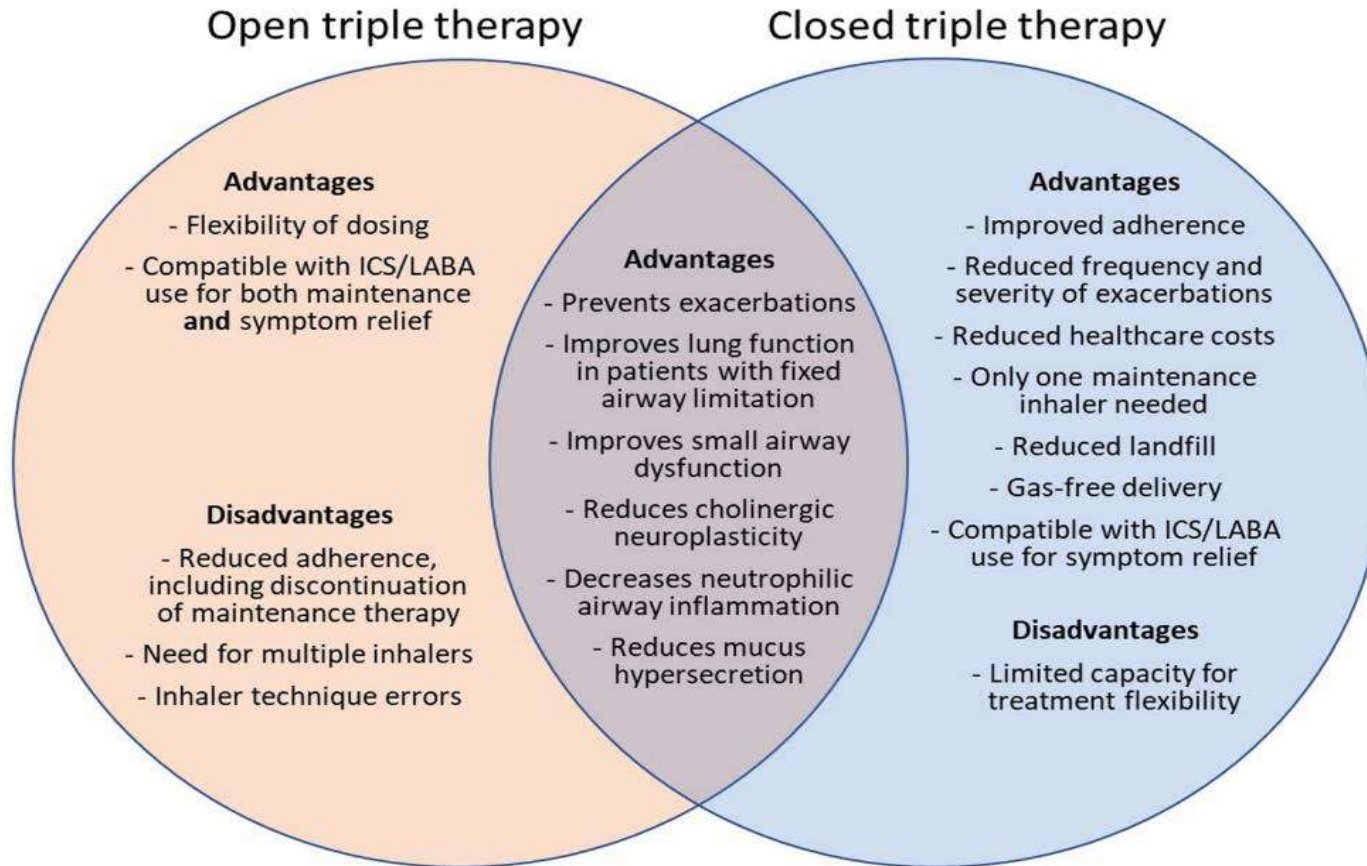 Open triple therapy
Closed triple therapy
Advantages
- Flexibility of dosing
- Compatible with ICS/LABA
use for both maintenance
and symptom relief
Disadvantages
- Reduced adherence,
including discontinuation
of maintenance therapy
- Need for multiple inhalers
- Inhaler technique errors
Advantages
- Prevents exacerbations
- Improves lung function
in patients with fixed
airway limitation
- Improves small airway
dysfunction
- Reduces cholinergic
neuroplasticity
- Decreases neutrophilic
airway inflammation
- Reduces mucus
hypersecretion
Advantages
- Improved adherence
- Reduced frequency and
severity of exacerbations
- Reduced healthcare costs
- Only one maintenance
inhaler needed
- Reduced landfill
- Gas-free delivery
- Compatible with ICS/LABA
use for symptom relief
Disadvantages
- Limited capacity for
treatment flexibility